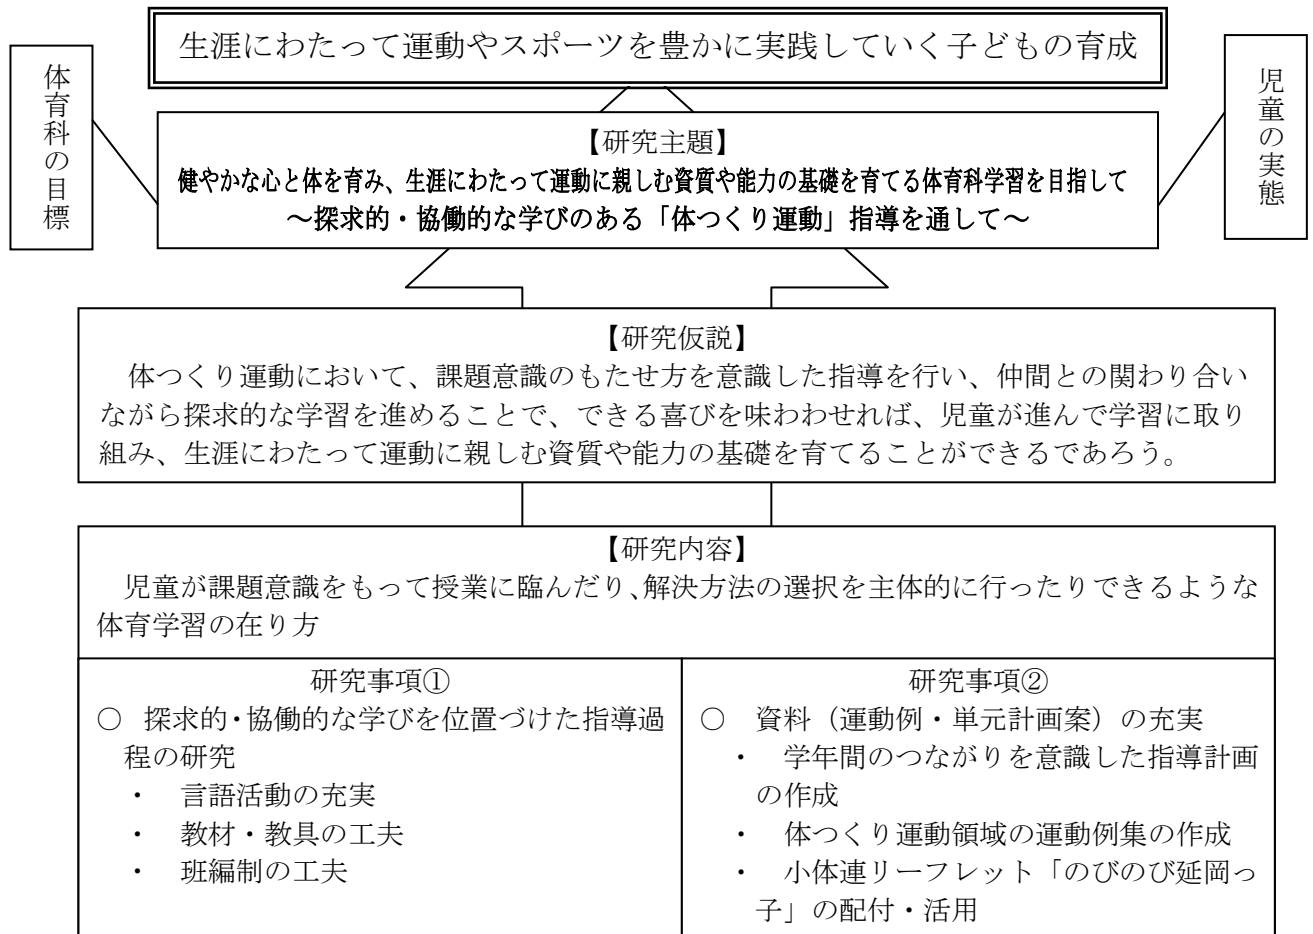 生涯にわたって運動やスポーツを豊かに実践していく子どもの育成
体育科の目標
児童の実態
【研究主題】
健やかな心と体を育み、生涯にわたって運動に親しむ資質や能力の基礎を育てる体育科学習を目指して
～探求的・協働的な学びのある「体つくり運動」指導を通して～
【研究仮説】
体つくり運動において、課題意識のもたせ方を意識した指導を行い、仲間との関わり合い
ながら探求的な学習を進めることで、できる喜びを味わわせれば、児童が進んで学習に取り
組み、生涯にわたって運動に親しむ資質や能力の基礎を育てることができるであろう。
【研究内容】
児童が課題意識をもって授業に臨んだり、解決方法の選択を主体的に行ったりできるような
体育学習の在り方
研究事項①
○ 探求的・協働的な学びを位置づけた指導過
程の研究
・ 言語活動の充実
・ 教材・教具の工夫
・ 班編制の工夫
研究事項②
○ 資料（運動例・単元計画案）の充実
・ 学年間のつながりを意識した指導計画
の作成
・ 体つくり運動領域の運動例集の作成
・ 小体連リーフレット「のびのび延岡っ
子」の配付・活用